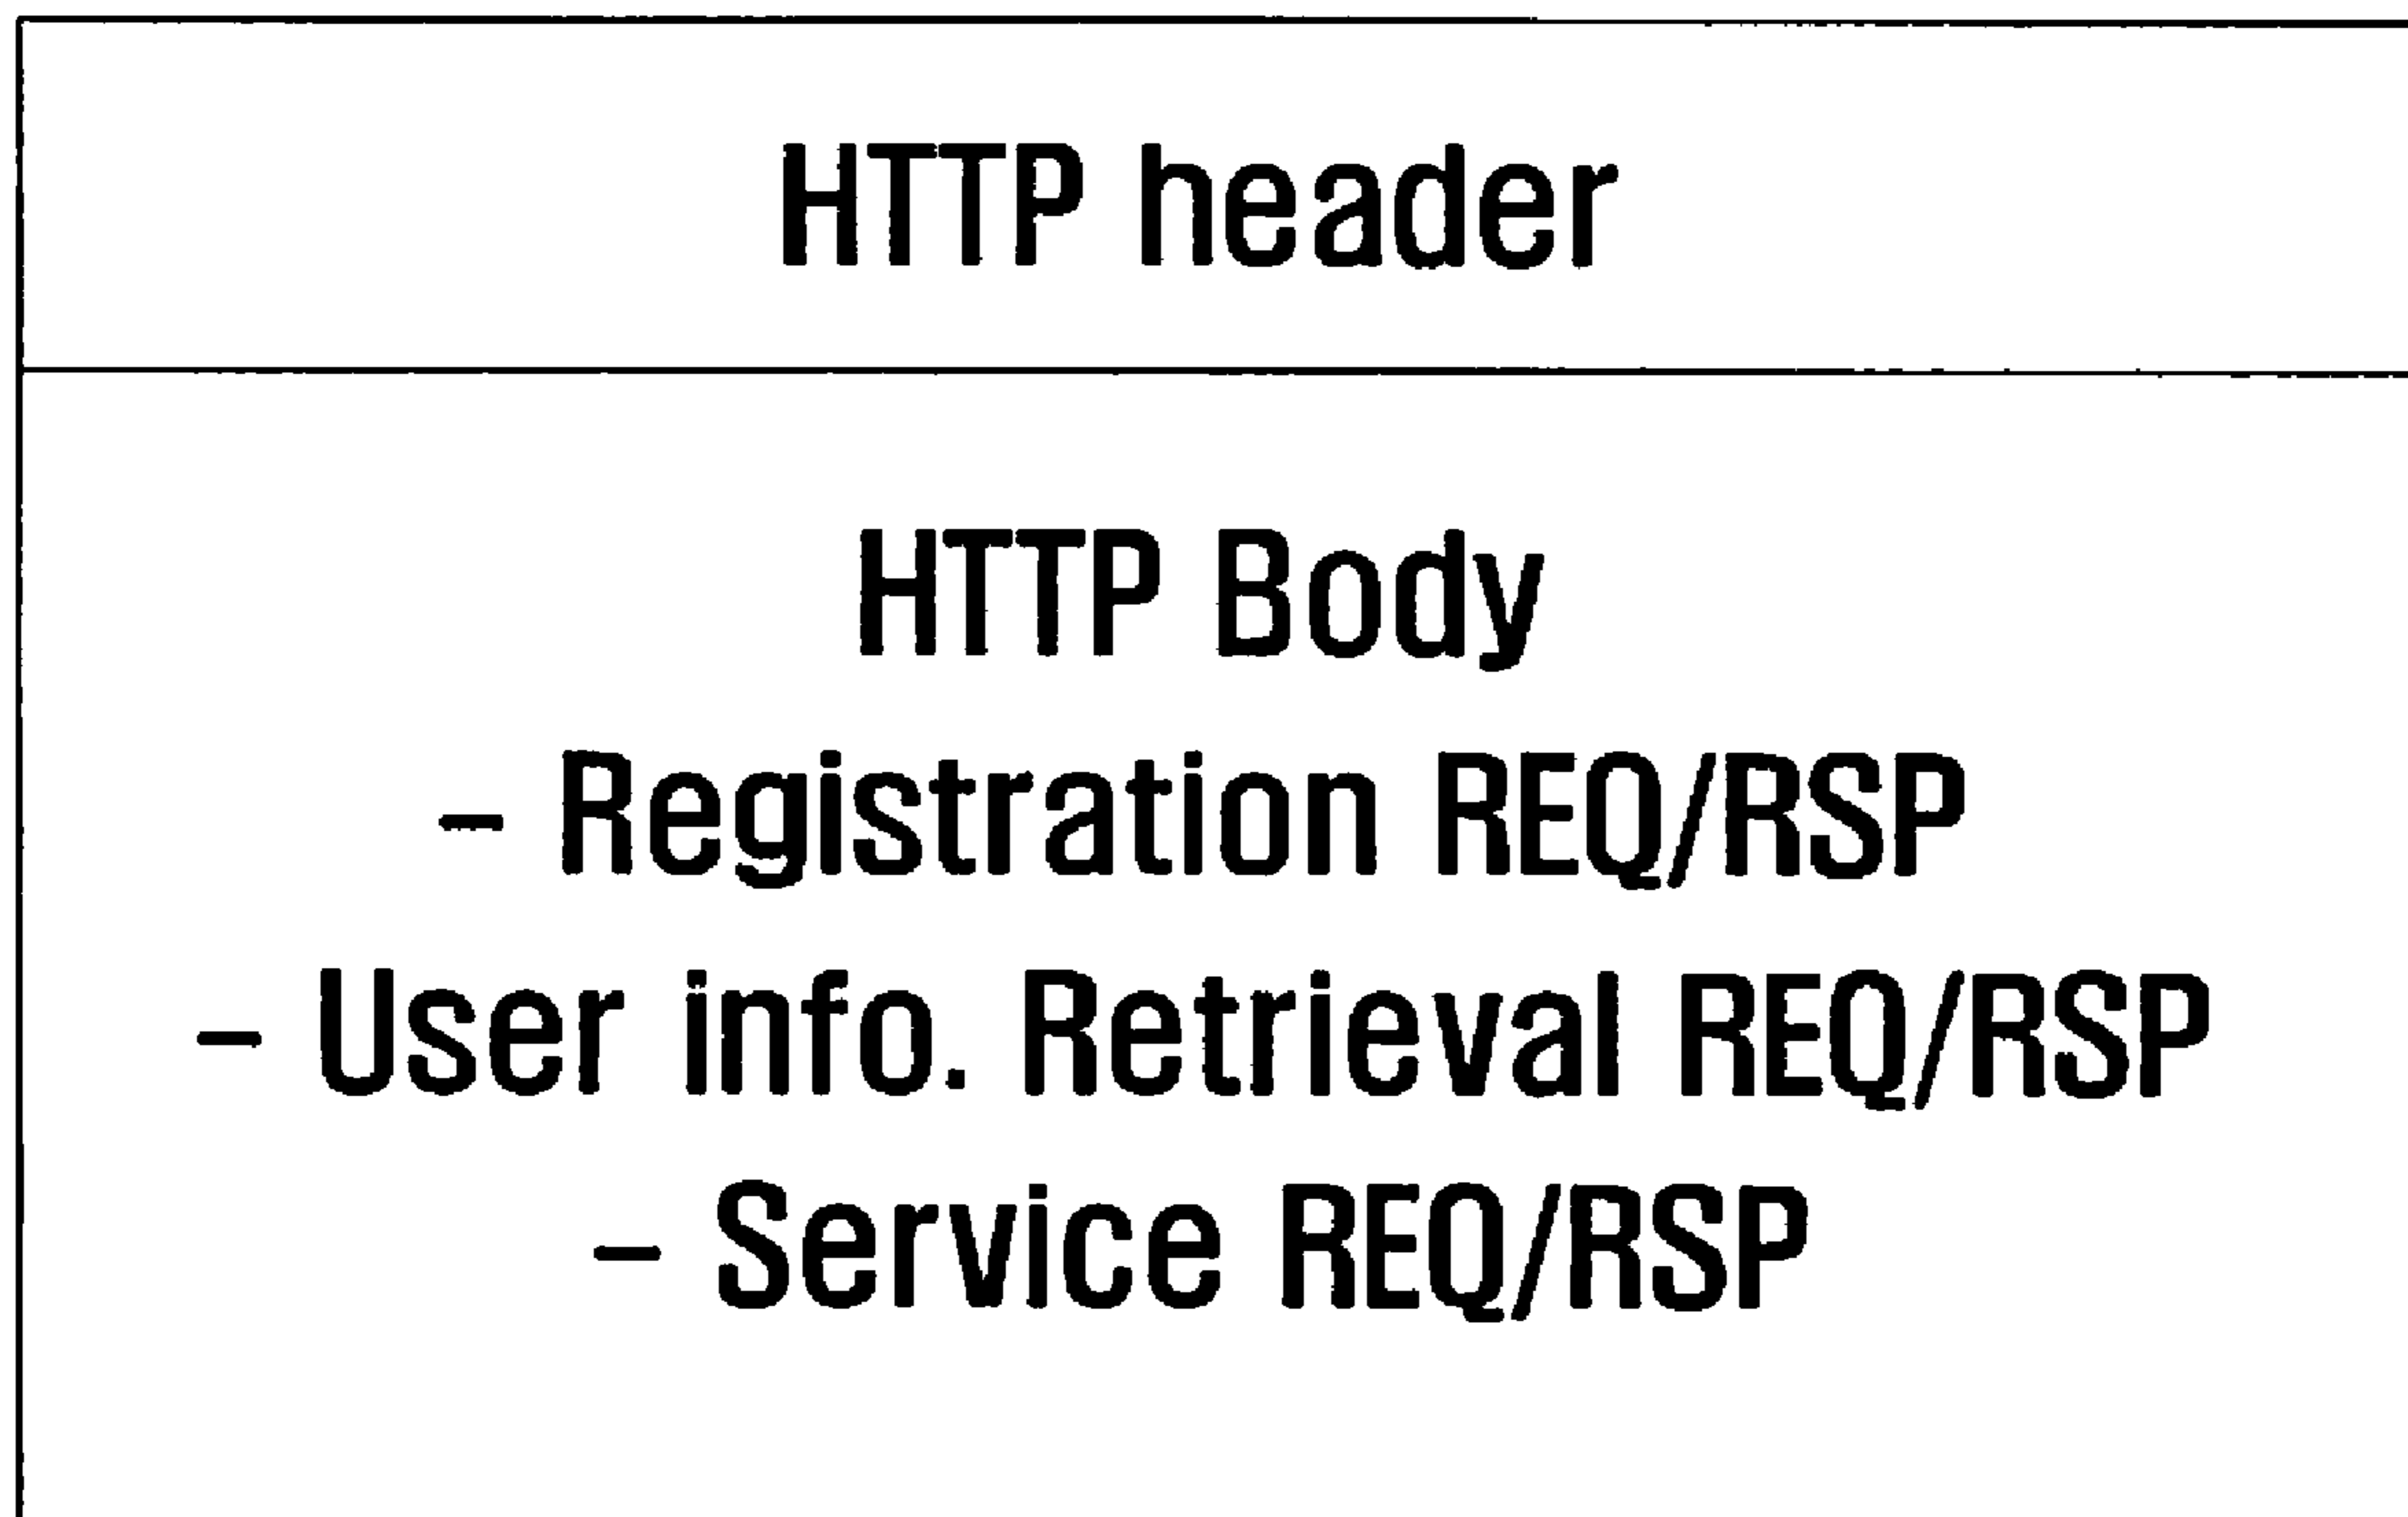 HTTP header
HTTP Body
– Registration REQ/RSP
– User info. Retrieval REQ/RSP
– Service REQ/RSP